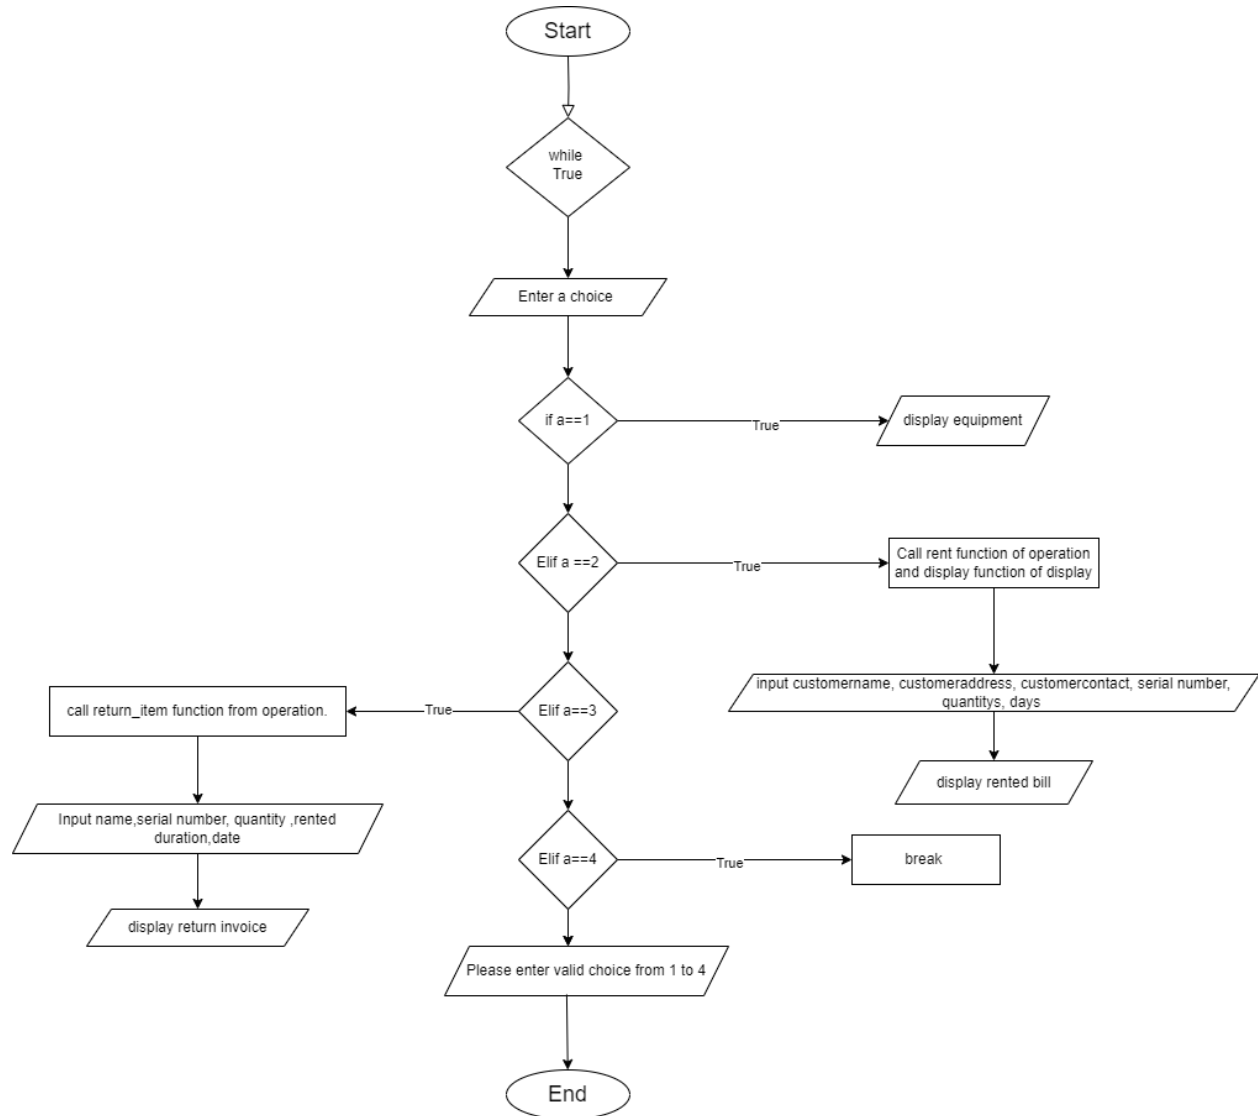 Start
while
True
Enter a choice
if a==1
True
display equipment
Elif a ==2
True
Call rent function of operation
and display function of display
input customername, customeraddress, customercontact, serial number,
quantitys, days
display rented bill
Elif a==3
True
call return_item function from operation.
Input name,serial number, quantity ,rented
duration,date
display return invoice
Elif a==4
True
break
Please enter valid choice from 1 to 4
End